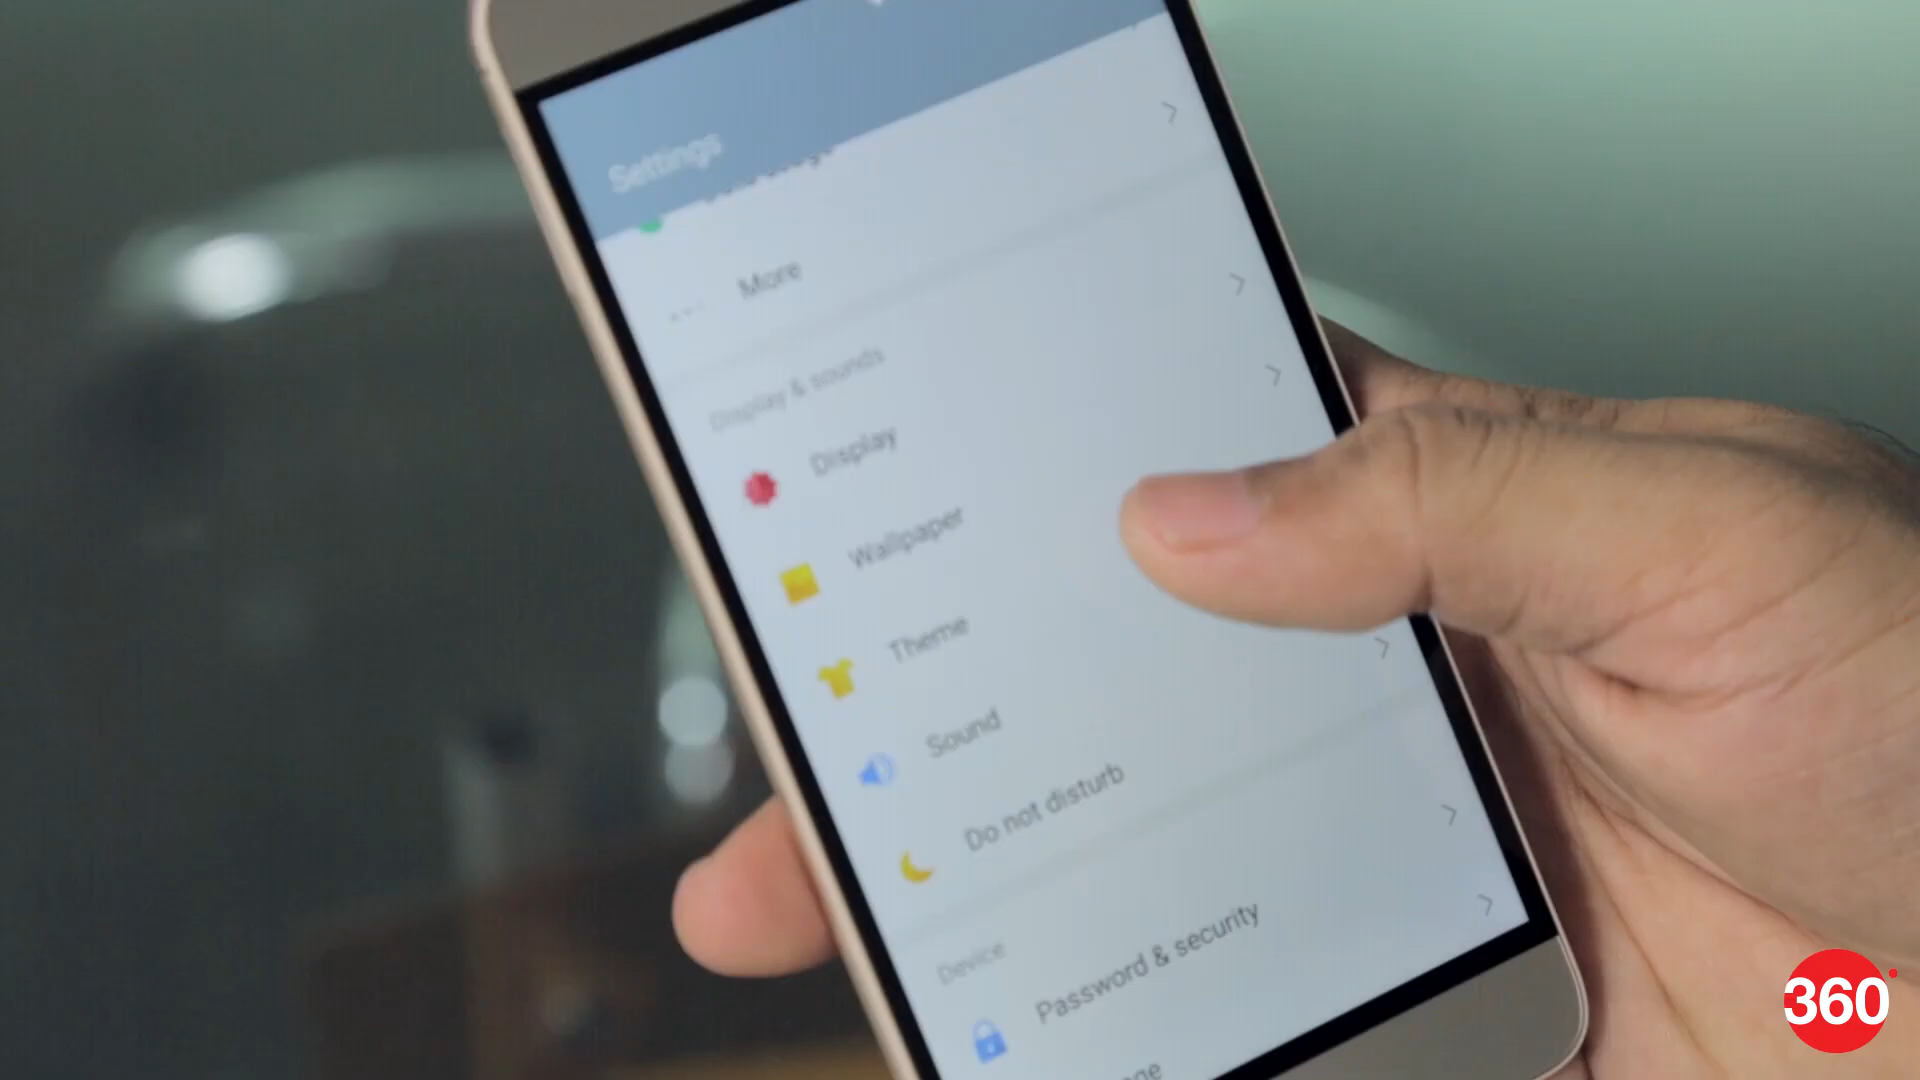 Settings
More
Display & sounds
Display
Wallpaper
Theme
Sound
Do not disturb
Device
Password & security
360